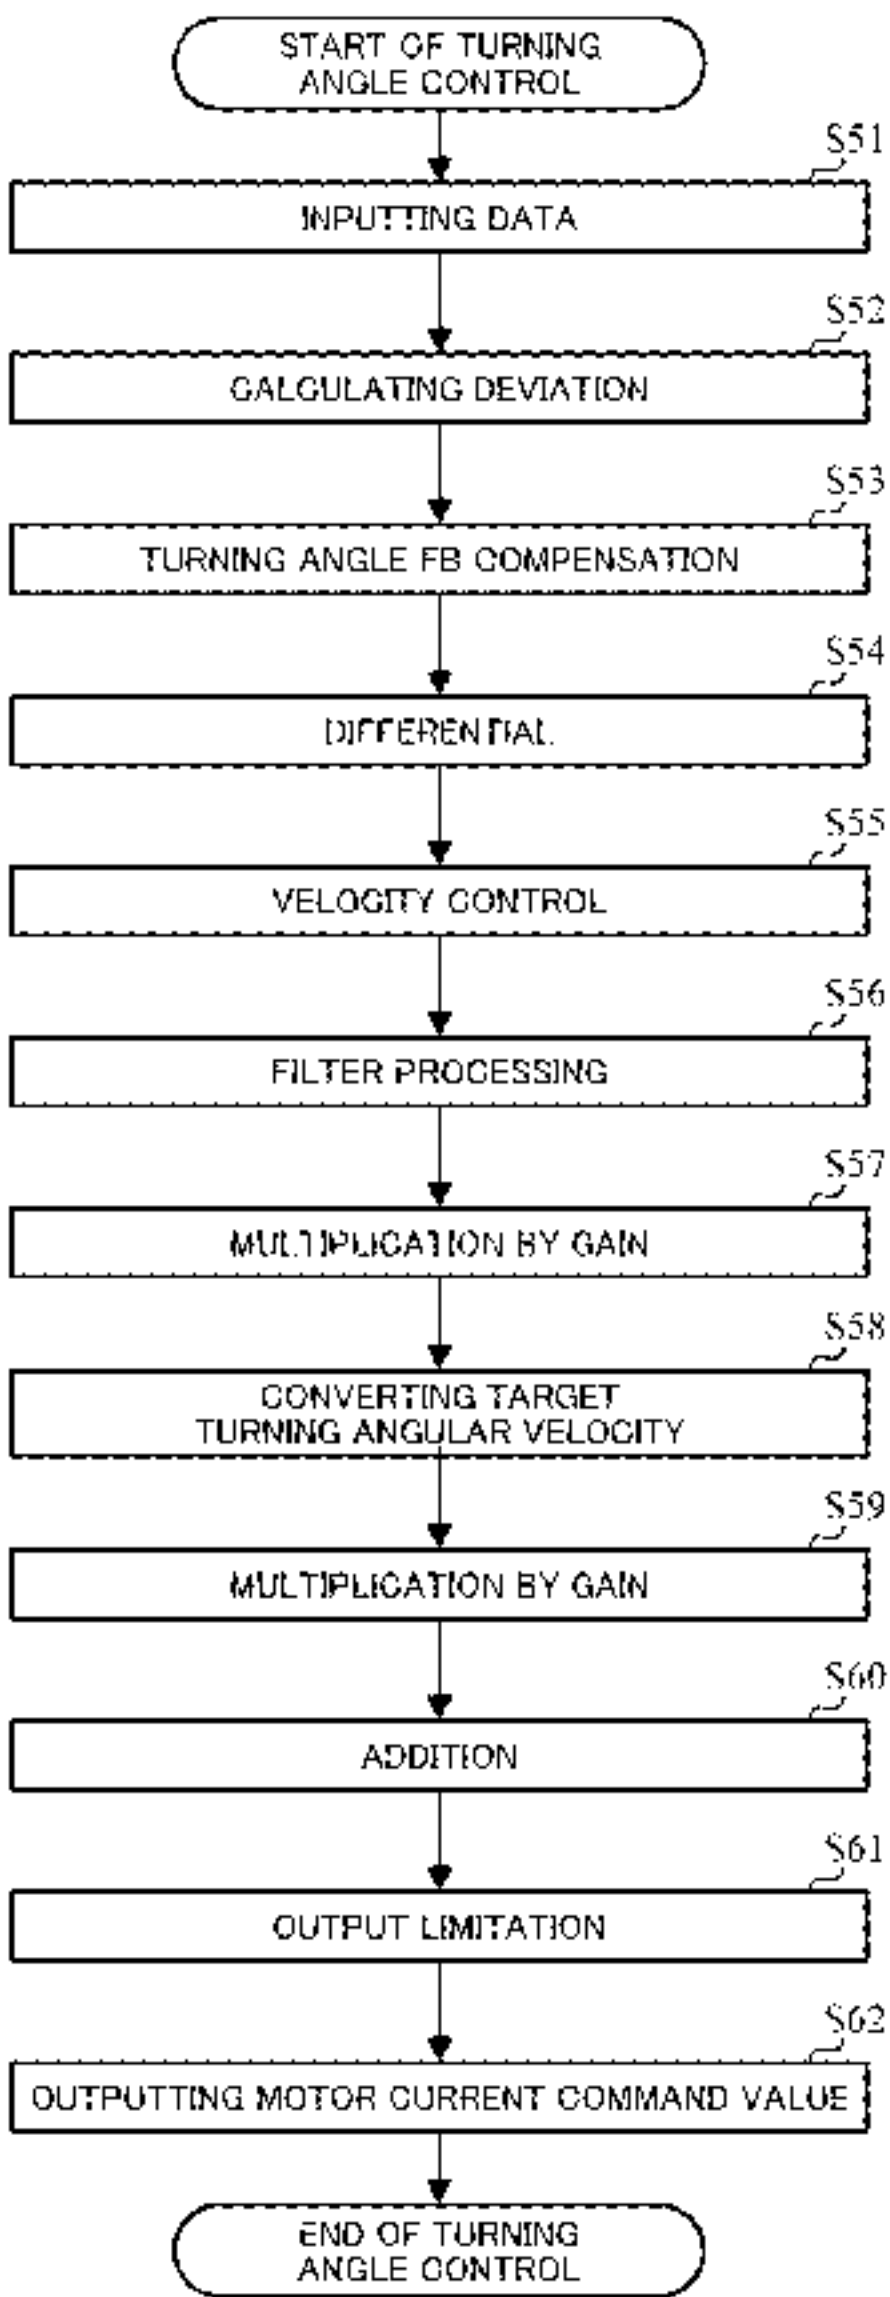 START OF TURNING
ANGLE CONTROL
S51
INPUTTING DATA
S52
CALCULATING DEVIATION
S53
TURNING ANGLE FB COMPENSATION
S54
DIFFERENTIAL
S55
VELOCITY CONTROL
S56
FILTER PROCESSING
S57
MULTIPLICATION BY GAIN
S58
CONVERTING TARGET
TURNING ANGULAR VELOCITY
S59
MULTIPLICATION BY GAIN
S60
ADDITION
S61
OUTPUT LIMITATION
S62
OUTPUTTING MOTOR CURRENT COMMAND VALUE
END OF TURNING
ANGLE CONTROL